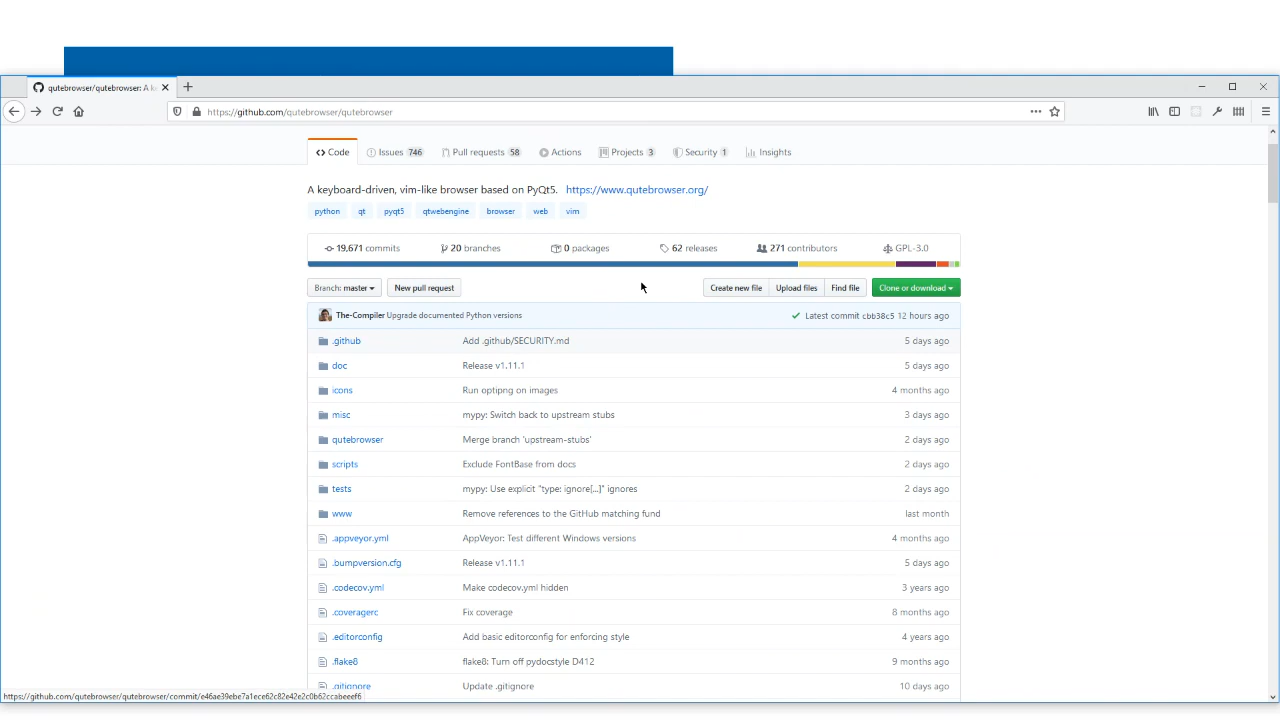 qutebrowser/qutebrowser: A k
https://github.com/qutebrowser/qutebrowser
Code Issues 746 Pull requests 58 Actions Projects 3 Security 1 Insights
A keyboard-driven, vim-like browser based on PyQt5. https://www.qutebrowser.org/
python qt pyqt5 qtwebengine browser web vim
19,671 commits 20 branches 0 packages 62 releases 271 contributors GPL-3.0
Branch: master New pull request Create new file Upload files Find file Clone or download
The-Compiler Upgrade documented Python versions Latest commit cbb38c5 12 hours ago
.github Add .github/SECURITY.md 5 days ago
doc Release v1.11.1 5 days ago
icons Run optipng on images 4 months ago
misc mypy: Switch back to upstream stubs 3 days ago
qutebrowser Merge branch 'upstream-stubs' 2 days ago
scripts Exclude FontBase from docs 2 days ago
tests mypy: Use explicit "type: ignore[...]" ignores 2 days ago
www Remove references to the GitHub matching fund last month
.appveyor.yml AppVeyor: Test different Windows versions 4 months ago
.bumpversion.cfg Release v1.11.1 5 days ago
.codecov.yml Make codecov.yml hidden 3 years ago
.coveragerc Fix coverage 8 months ago
.editorconfig Add basic editorconfig for enforcing style 4 years ago
.flake8 flake8: Turn off pydocstyle D412 9 months ago
.gitignore Update .gitignore 10 days ago
https://github.com/qutebrowser/qutebrowser/commit/e46ae39ebe7a1ece62c82e42e2c0b62ccabeeef6